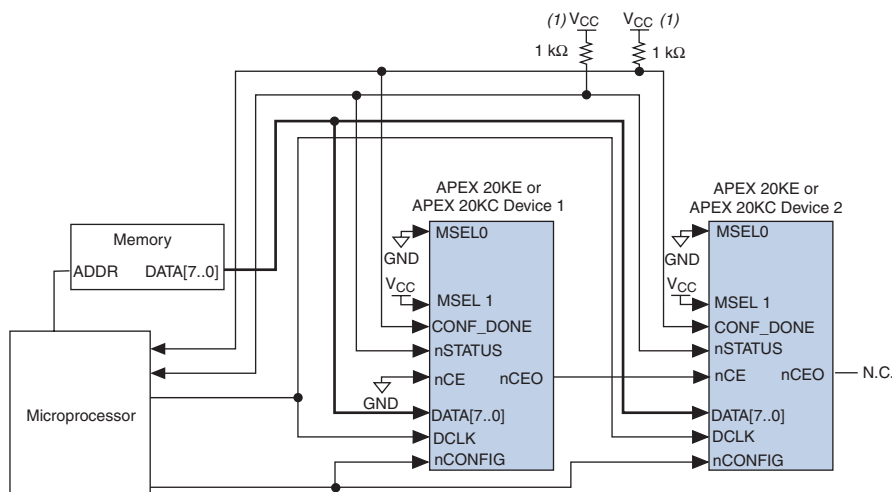 (1) VCC
VCC (1)
1 kΩ
1 kΩ
APEX 20KE or
APEX 20KC Device 1
APEX 20KE or
APEX 20KC Device 2
Memory
ADDR
DATA[7..0]
Microprocessor
MSEL0
GND
VCC
MSEL 1
CONF_DONE
nSTATUS
nCE
nCEO
GND
DATA[7..0]
DCLK
nCONFIG
MSEL0
GND
VCC
MSEL 1
CONF_DONE
nSTATUS
nCE
nCEO
N.C.
DATA[7..0]
DCLK
nCONFIG